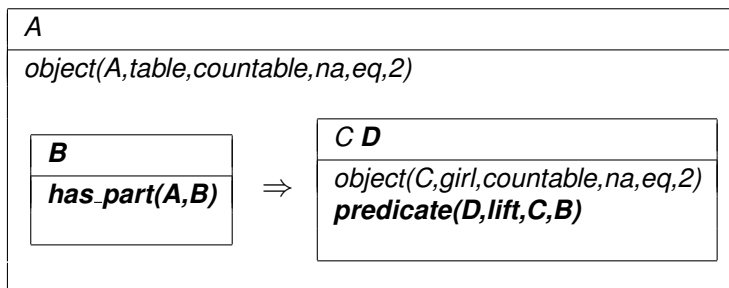 A
object(A,table,countable,na,eq,2)
B
has_part(A,B)
⇒
C D
object(C,girl,countable,na,eq,2)
predicate(D,lift,C,B)